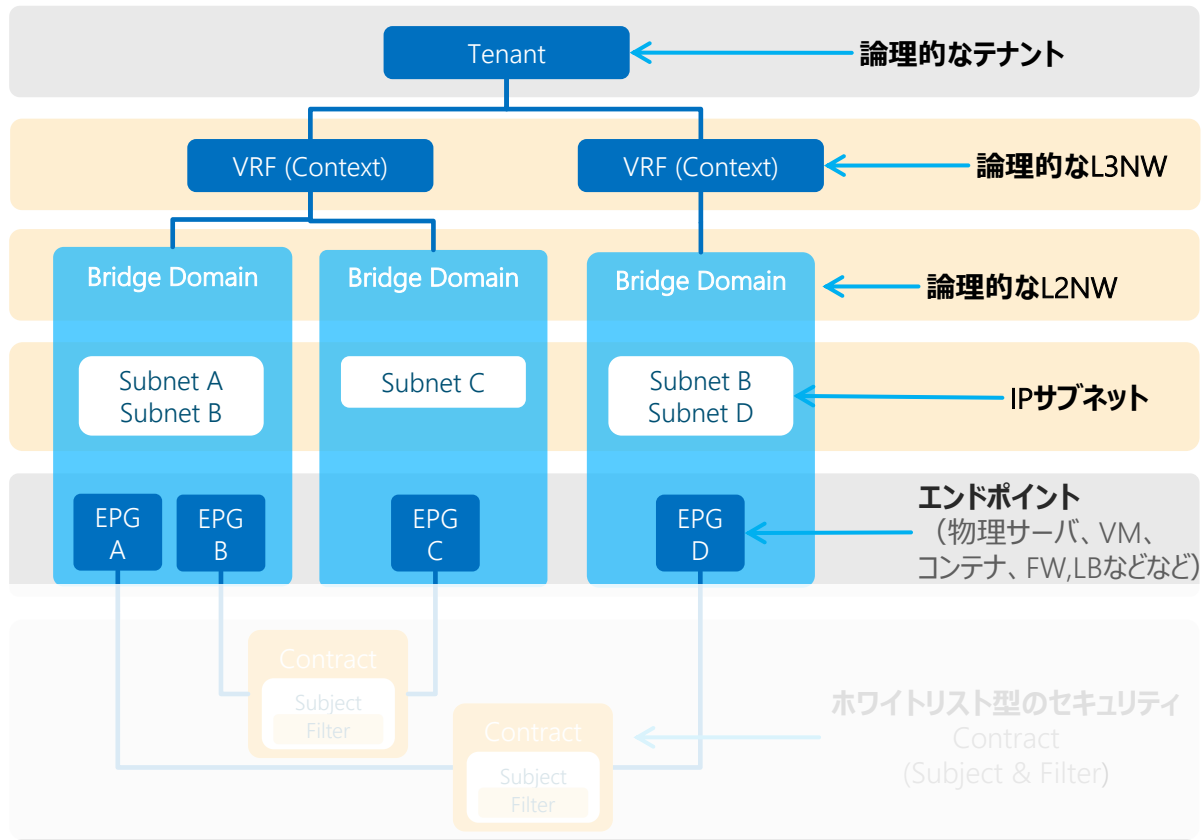 Tenant
論理的なテナント
VRF (Context)
VRF (Context)
論理的なL3NW
Bridge Domain
Bridge Domain
Bridge Domain
論理的なL2NW
Subnet A
Subnet B
Subnet C
Subnet B
Subnet D
IPサブネット
EPG
A
EPG
B
EPG
C
EPG
D
エンドポイント
（物理サーバ、VM、
コンテナ、FW,LBなどなど)
Contract
Subject
Filter
Contract
Subject
Filter
ホワイトリスト型のセキュリティ
Contract
(Subject & Filter)